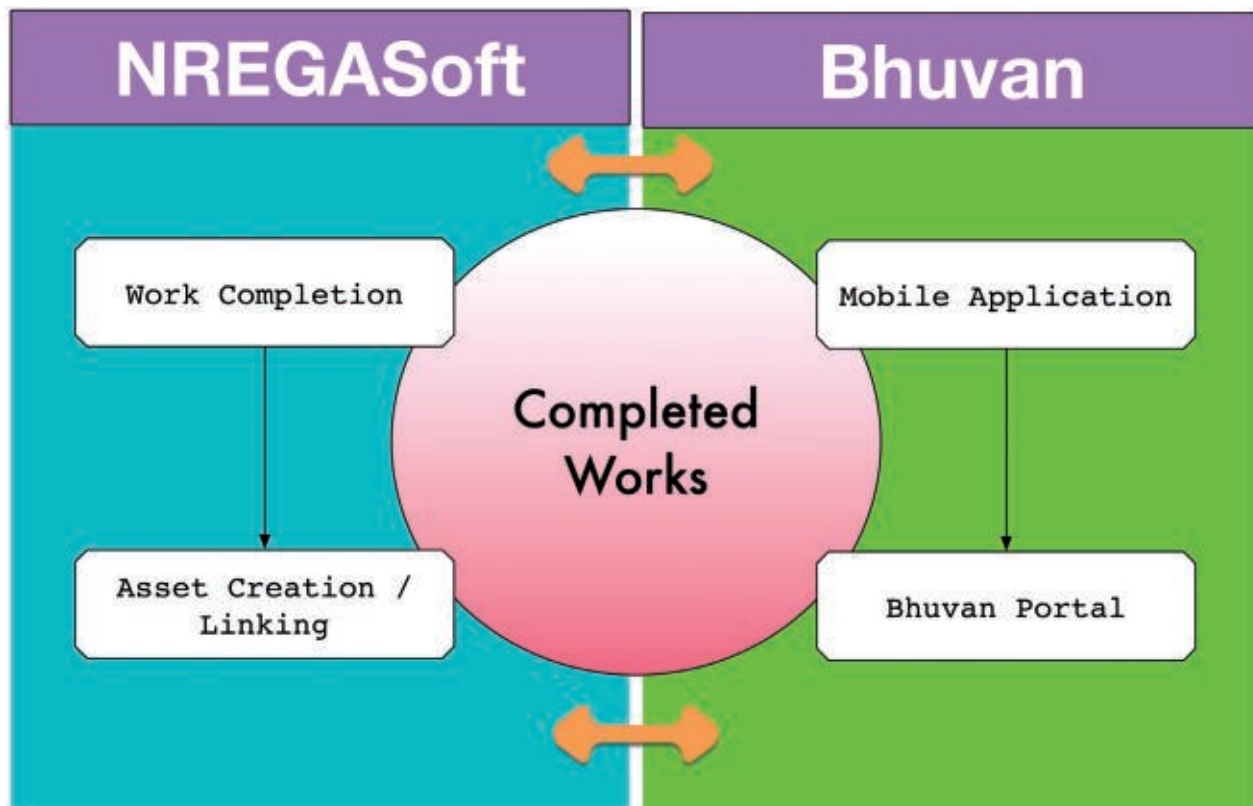 NREGASoft
Bhuvan
Work Completion
Mobile Application
Completed
Works
Asset Creation /
Linking
Bhuvan Portal